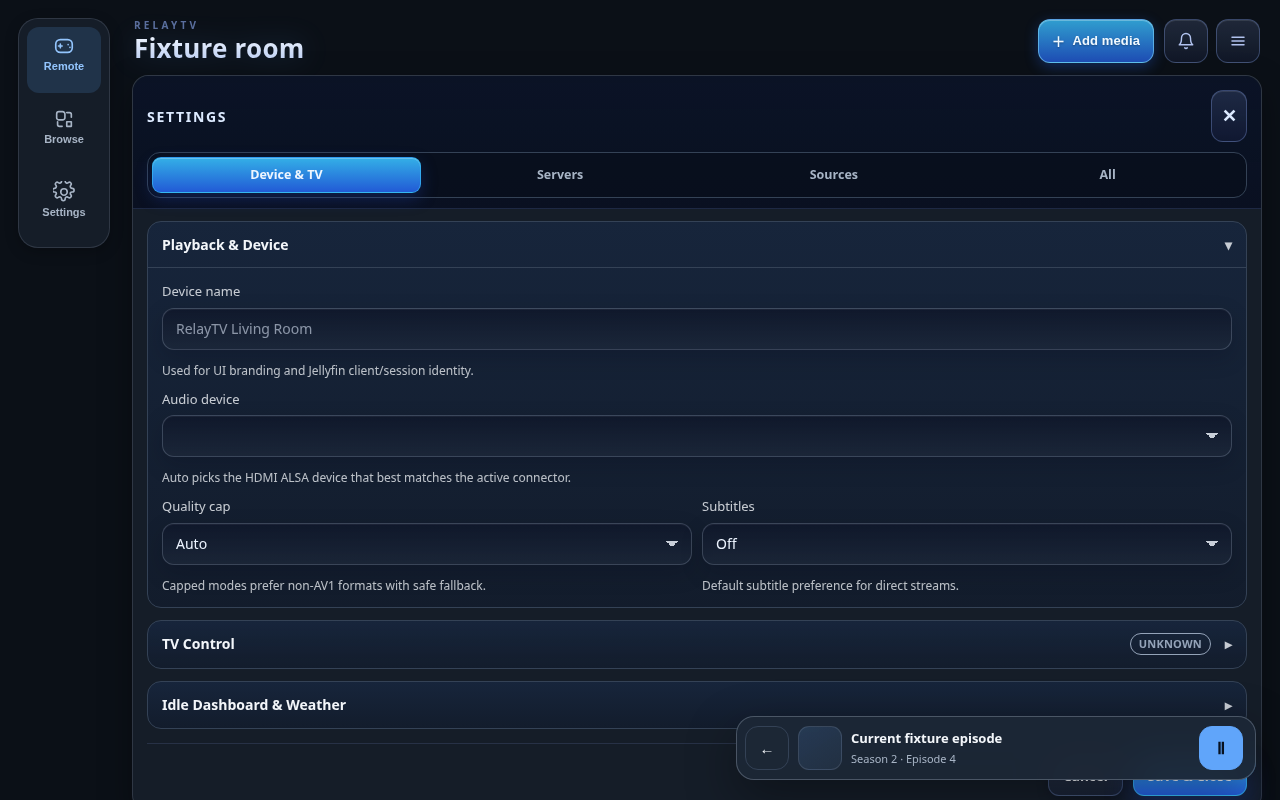 RELAYTV
Fixture room
Add media
Remote
Browse
Settings
SETTINGS
Device & TV
Servers
Sources
All
Playback & Device
Device name
RelayTV Living Room
Used for UI branding and Jellyfin client/session identity.
Audio device
Auto picks the HDMI ALSA device that best matches the active connector.
Quality cap
Subtitles
Auto
Off
Capped modes prefer non-AV1 formats with safe fallback.
Default subtitle preference for direct streams.
TV Control
UNKNOWN
Idle Dashboard & Weather
Current fixture episode
Season 2 · Episode 4